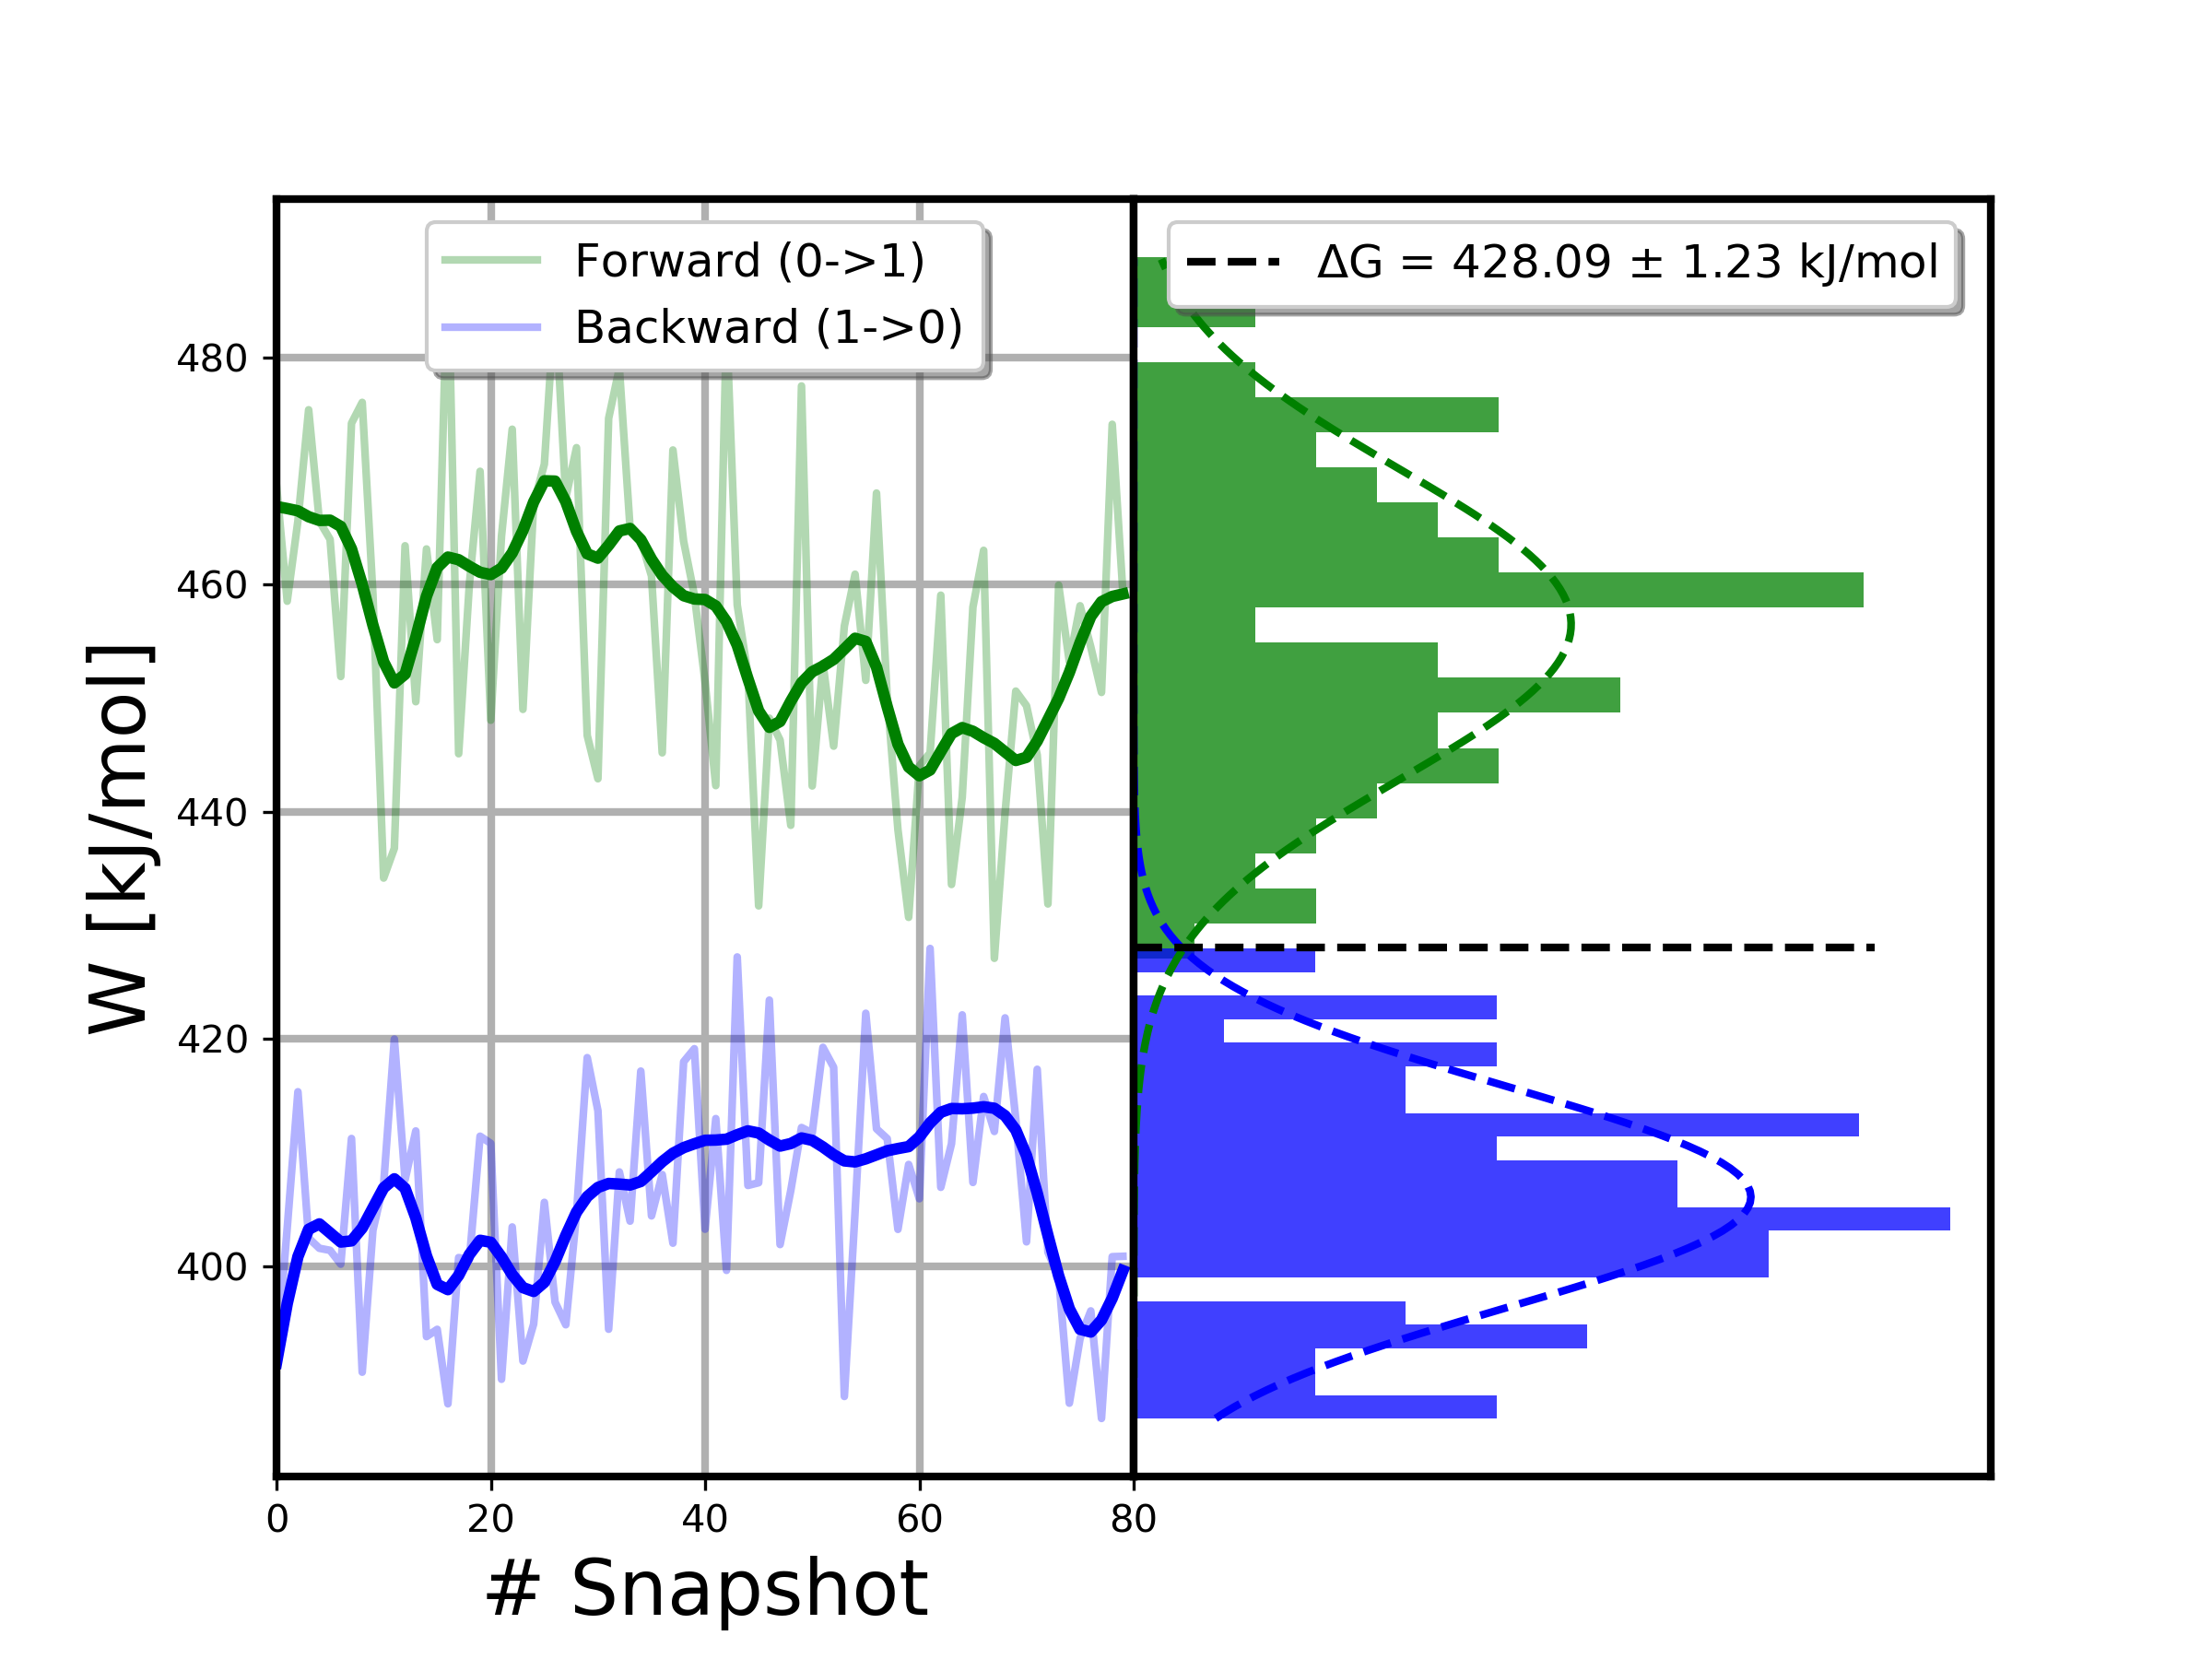 Forward (0->1)
Backward (1->0)
ΔG = 428.09 ± 1.23 kJ/mol
W [kJ/mol]
480
460
440
420
400
0 20 40 60 80
# Snapshot